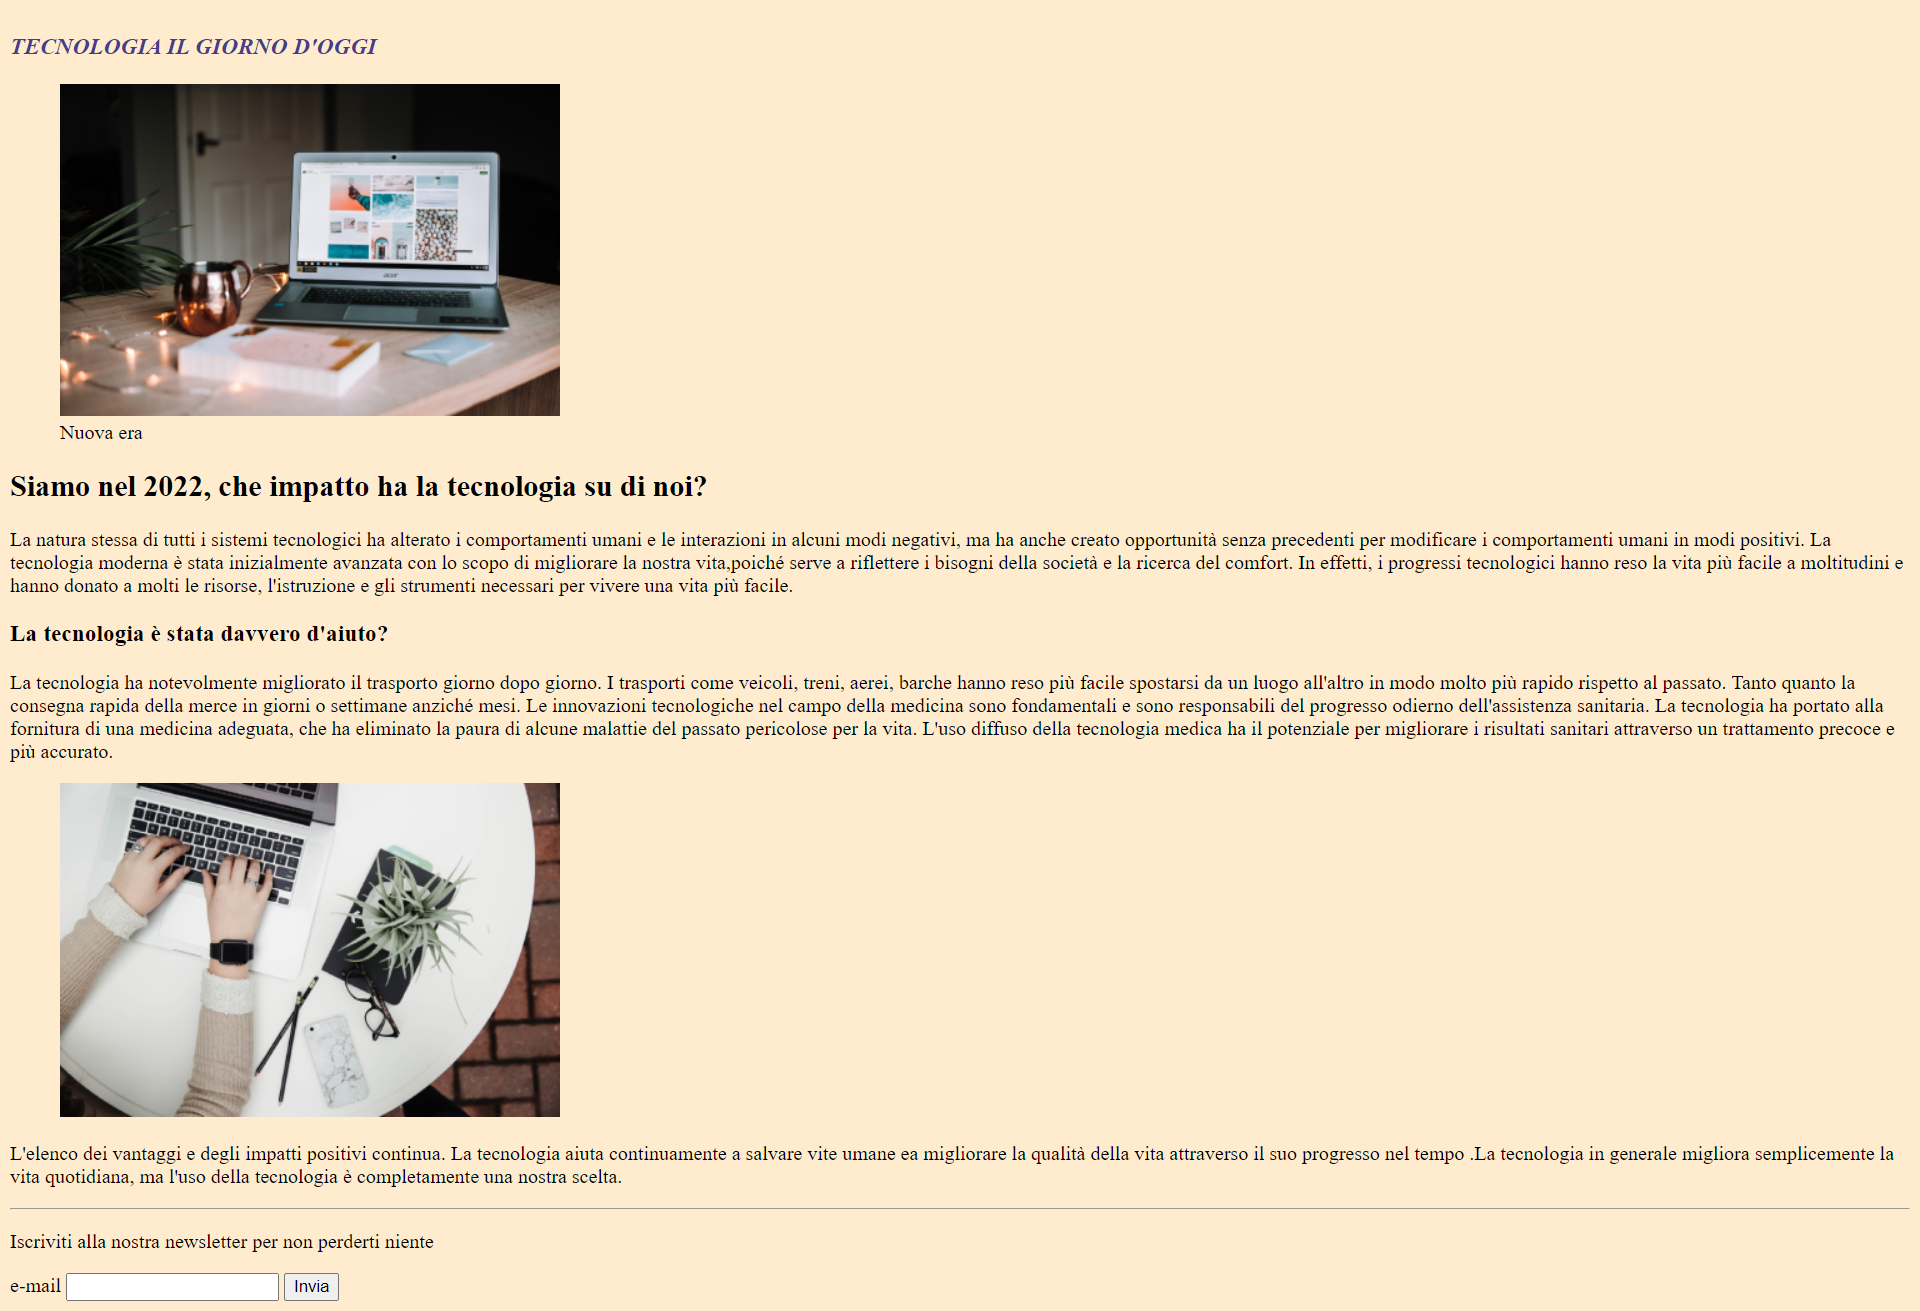 TECNOLOGIA IL GIORNO D'OGGI
acer
Nuova era
Siamo nel 2022, che impatto ha la tecnologia su di noi?
La natura stessa di tutti i sistemi tecnologici ha alterato i comportamenti umani e le interazioni in alcuni modi negativi, ma ha anche creato opportunità senza precedenti per modificare i comportamenti umani in modi positivi. La
tecnologia moderna è stata inizialmente avanzata con lo scopo di migliorare la nostra vita,poiché serve a riflettere i bisogni della società e la ricerca del comfort. In effetti, i progressi tecnologici hanno reso la vita più facile a moltitudini e
hanno donato a molti le risorse, l'istruzione e gli strumenti necessari per vivere una vita più facile.
La tecnologia è stata davvero d'aiuto?
La tecnologia ha notevolmente migliorato il trasporto giorno dopo giorno. I trasporti come veicoli, treni, aerei, barche hanno reso più facile spostarsi da un luogo all'altro in modo molto più rapido rispetto al passato. Tanto quanto la
consegna rapida della merce in giorni o settimane anziché mesi. Le innovazioni tecnologiche nel campo della medicina sono fondamentali e sono responsabili del progresso odierno dell'assistenza sanitaria. La tecnologia ha portato alla
fornitura di una medicina adeguata, che ha eliminato la paura di alcune malattie del passato pericolose per la vita. L'uso diffuso della tecnologia medica ha il potenziale per migliorare i risultati sanitari attraverso un trattamento precoce e
più accurato.
L'elenco dei vantaggi e degli impatti positivi continua. La tecnologia aiuta continuamente a salvare vite umane ea migliorare la qualità della vita attraverso il suo progresso nel tempo .La tecnologia in generale migliora semplicemente la
vita quotidiana, ma l'uso della tecnologia è completamente una nostra scelta.
Iscriviti alla nostra newsletter per non perderti niente
e-mail Invia